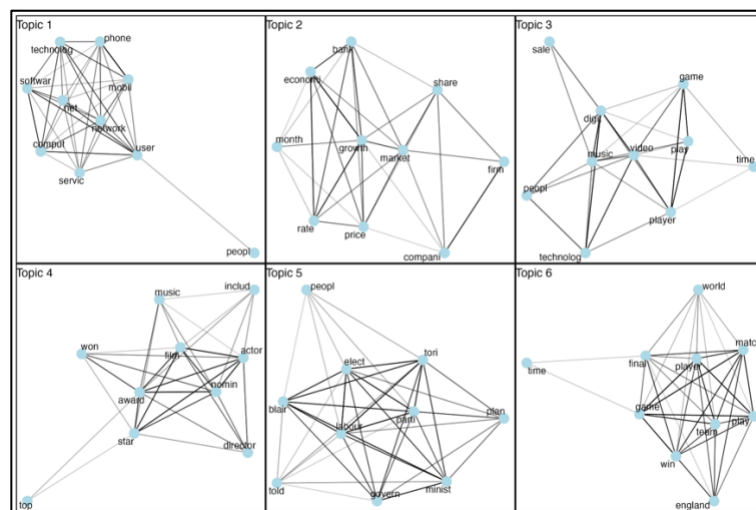 Topic 1
phone
technolog
softwar
mobil
net
network
comput
user
servic
peopl
Topic 2
bank
economi
share
month
growth
market
firm
rate
price
compani
Topic 3
sale
game
digit
play
music
video
time
peopl
player
technolog
Topic 4
music
includ
won
film
actor
nomin
award
star
director
top
Topic 5
peopl
elect
tori
blair
parti
plan
labour
told
govern
minist
Topic 6
world
match
final
player
time
game
team
play
win
england